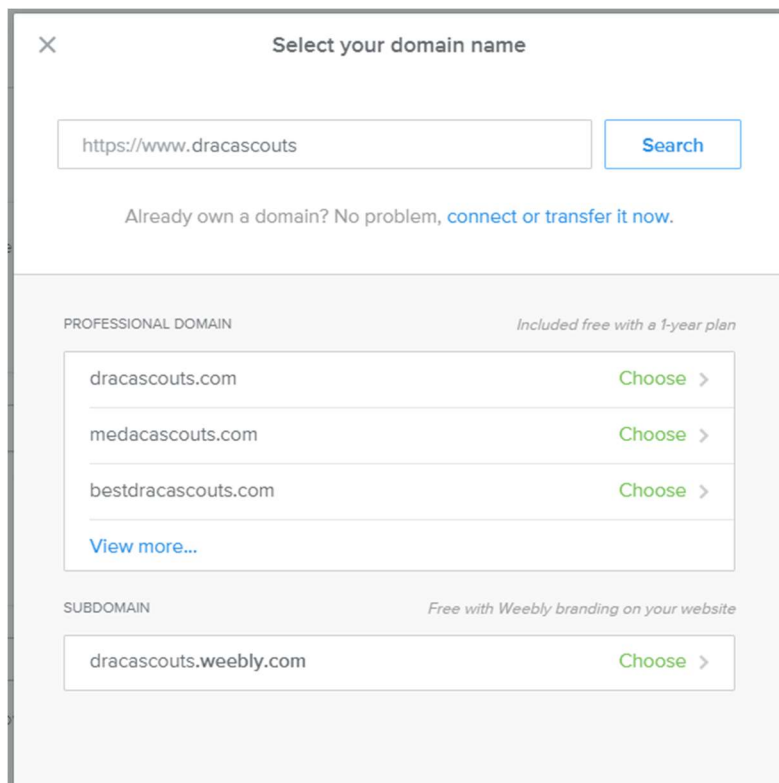 Select your domain name
https://www.dracascouts
Search
Already own a domain? No problem, connect or transfer it now.
PROFESSIONAL DOMAIN
Included free with a 1-year plan
dracascouts.com
Choose
medacascouts.com
Choose
bestdracascouts.com
Choose
View more...
SUBDOMAIN
Free with Weebly branding on your website
dracascouts.weebly.com
Choose